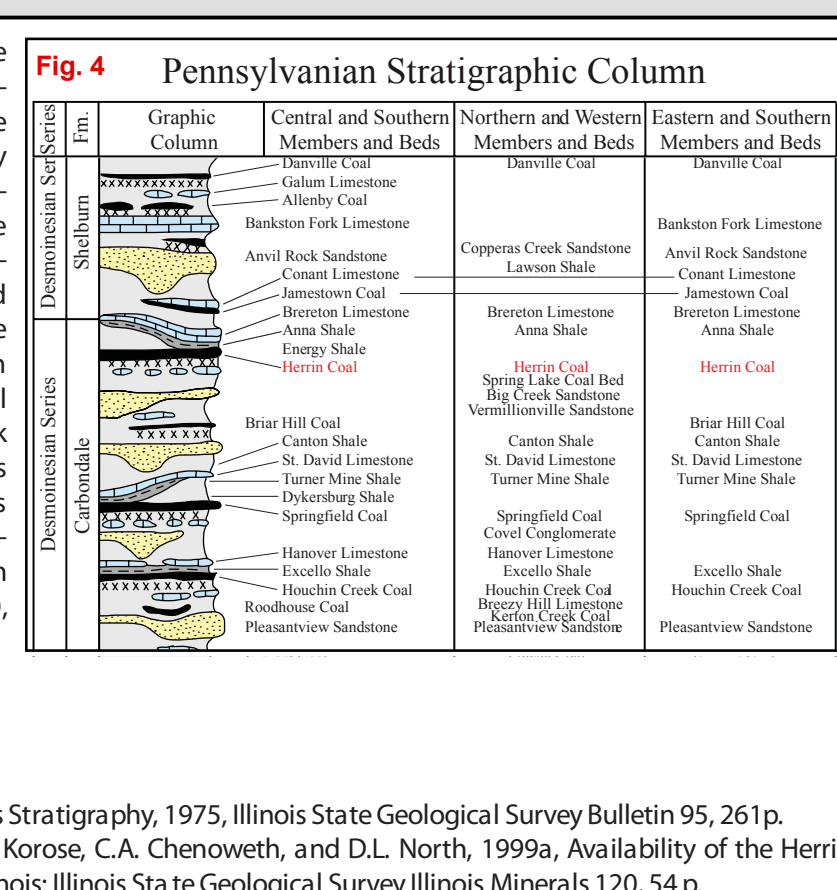 Fig. 4
Pennsylvanian Stratigraphic Column
Series
Fm.
Graphic
Column
Central and Southern
Members and Beds
Northern and Western
Members and Beds
Eastern and Southern
Members and Beds
Desmoinesian Ser
Shelburn
Desmoinesian Series
Carbondale
Danville Coal
Galum Limestone
Allenby Coal
Bankston Fork Limestone
Anvil Rock Sandstone
Conant Limestone
Jamestown Coal
Brereton Limestone
Anna Shale
Energy Shale
Herrin Coal
Briar Hill Coal
Canton Shale
St. David Limestone
Turner Mine Shale
Dykersburg Shale
Springfield Coal
Hanover Limestone
Excello Shale
Houchin Creek Coal
Roodhouse Coal
Pleasantview Sandstone
Danville Coal
Copperas Creek Sandstone
Lawson Shale
Brereton Limestone
Anna Shale
Herrin Coal
Spring Lake Coal Bed
Big Creek Sandstone
Vermillionville Sandstone
Canton Shale
St. David Limestone
Turner Mine Shale
Springfield Coal
Covel Conglomerate
Hanover Limestone
Excello Shale
Houchin Creek Coal
Breezy Hill Limestone
Kerton Creek Coal
Pleasantview Sandstone
Danville Coal
Bankston Fork Limestone
Anvil Rock Sandstone
Conant Limestone
Jamestown Coal
Brereton Limestone
Anna Shale
Herrin Coal
Briar Hill Coal
Canton Shale
St. David Limestone
Turner Mine Shale
Springfield Coal
Excello Shale
Houchin Creek Coal
Pleasantview Sandstone
s Stratigraphy, 1975, Illinois State Geological Survey Bulletin 95, 261p.
Korose, C.A. Chenoweth, and D.L. North, 1999a, Availability of the Herri
nois: Illinois State Geological Survey Illinois Minerals 120, 54 p.